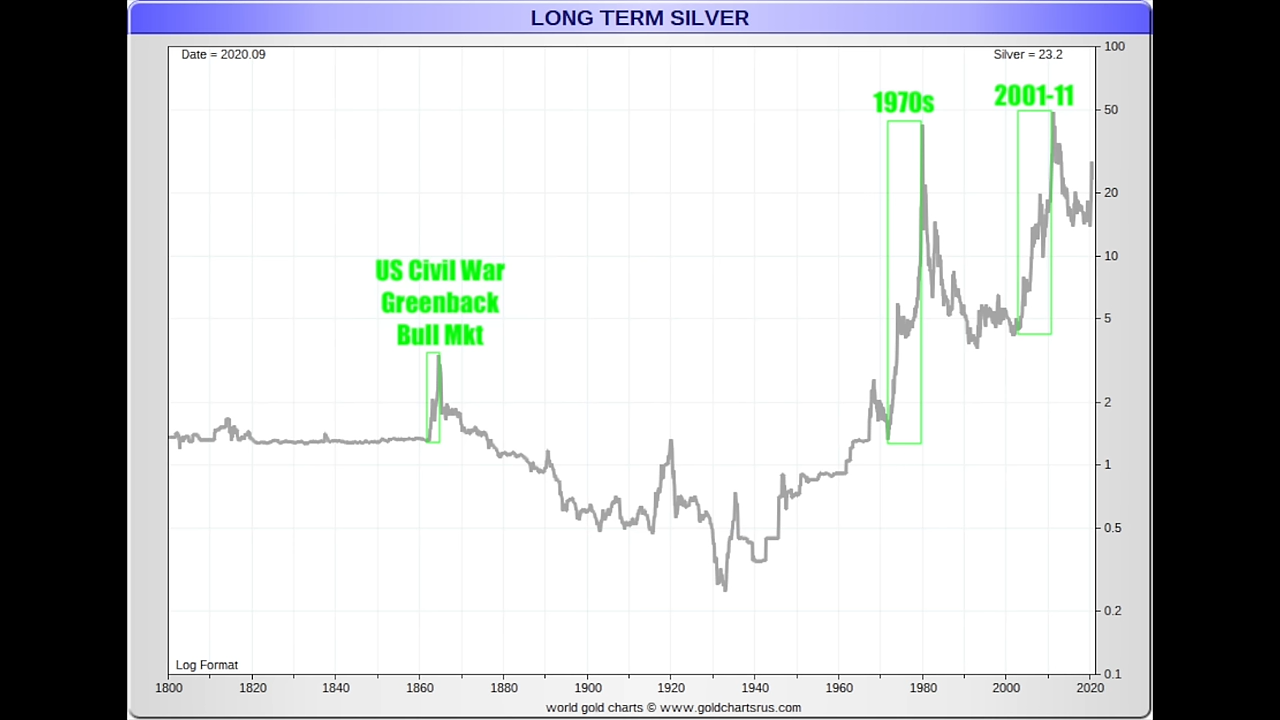 LONG TERM SILVER
Date = 2020.09
Silver = 23.2
100
50
20
10
5
2
1
0.5
0.2
0.1
1970s
2001-11
US Civil War
Greenback
Bull Mkt
Log Format
1800 1820 1840 1860 1880 1900 1920 1940 1960 1980 2000 2020
world gold charts © www.goldchartsrus.com